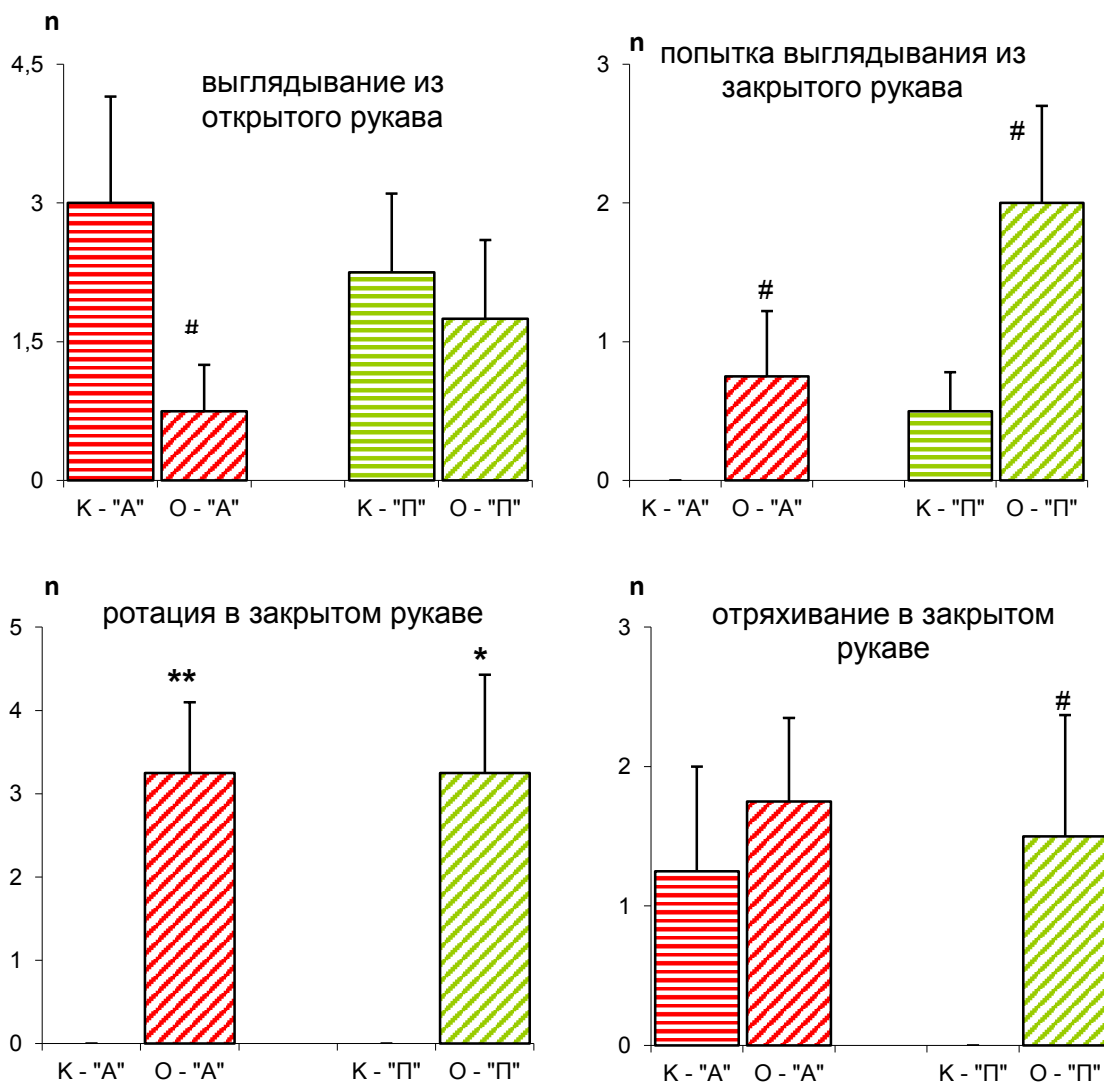 n
4,5
3
1,5
0
выглядывание из
открытого рукава
#
К - "А" О - "А" К - "П" О - "П"
n
3
2
1
0
попытка выглядывания из
закрытого рукава
#
#
К - "А" О - "А" К - "П" О - "П"
n
5
4
3
2
1
0
ротация в закрытом рукаве
**
*
К - "А" О - "А" К - "П" О - "П"
n
3
2
1
0
отряхивание в закрытом
рукаве
#
К - "А" О - "А" К - "П" О - "П"